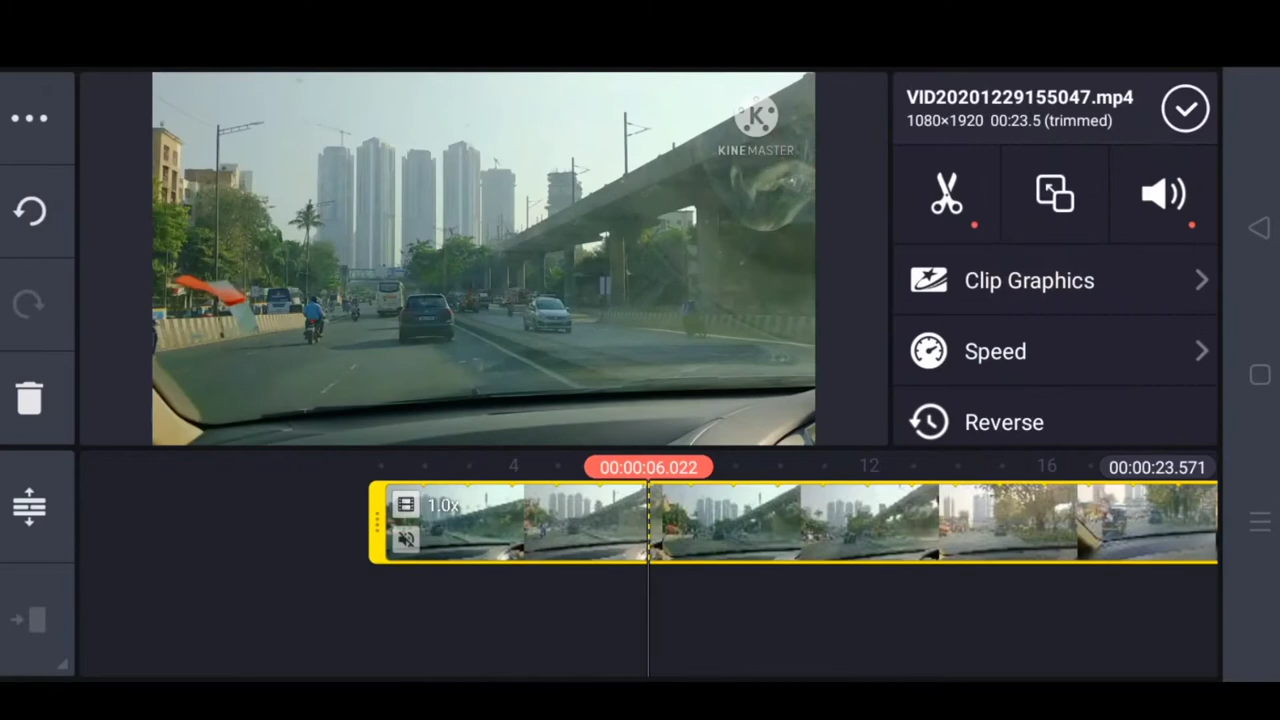 KINEMASTER
VID20201229155047.mp4
1080×1920 00:23.5 (trimmed)
Clip Graphics
Speed
Reverse
4
00:00:06.022
12
16
00:00:23.571
1.0x